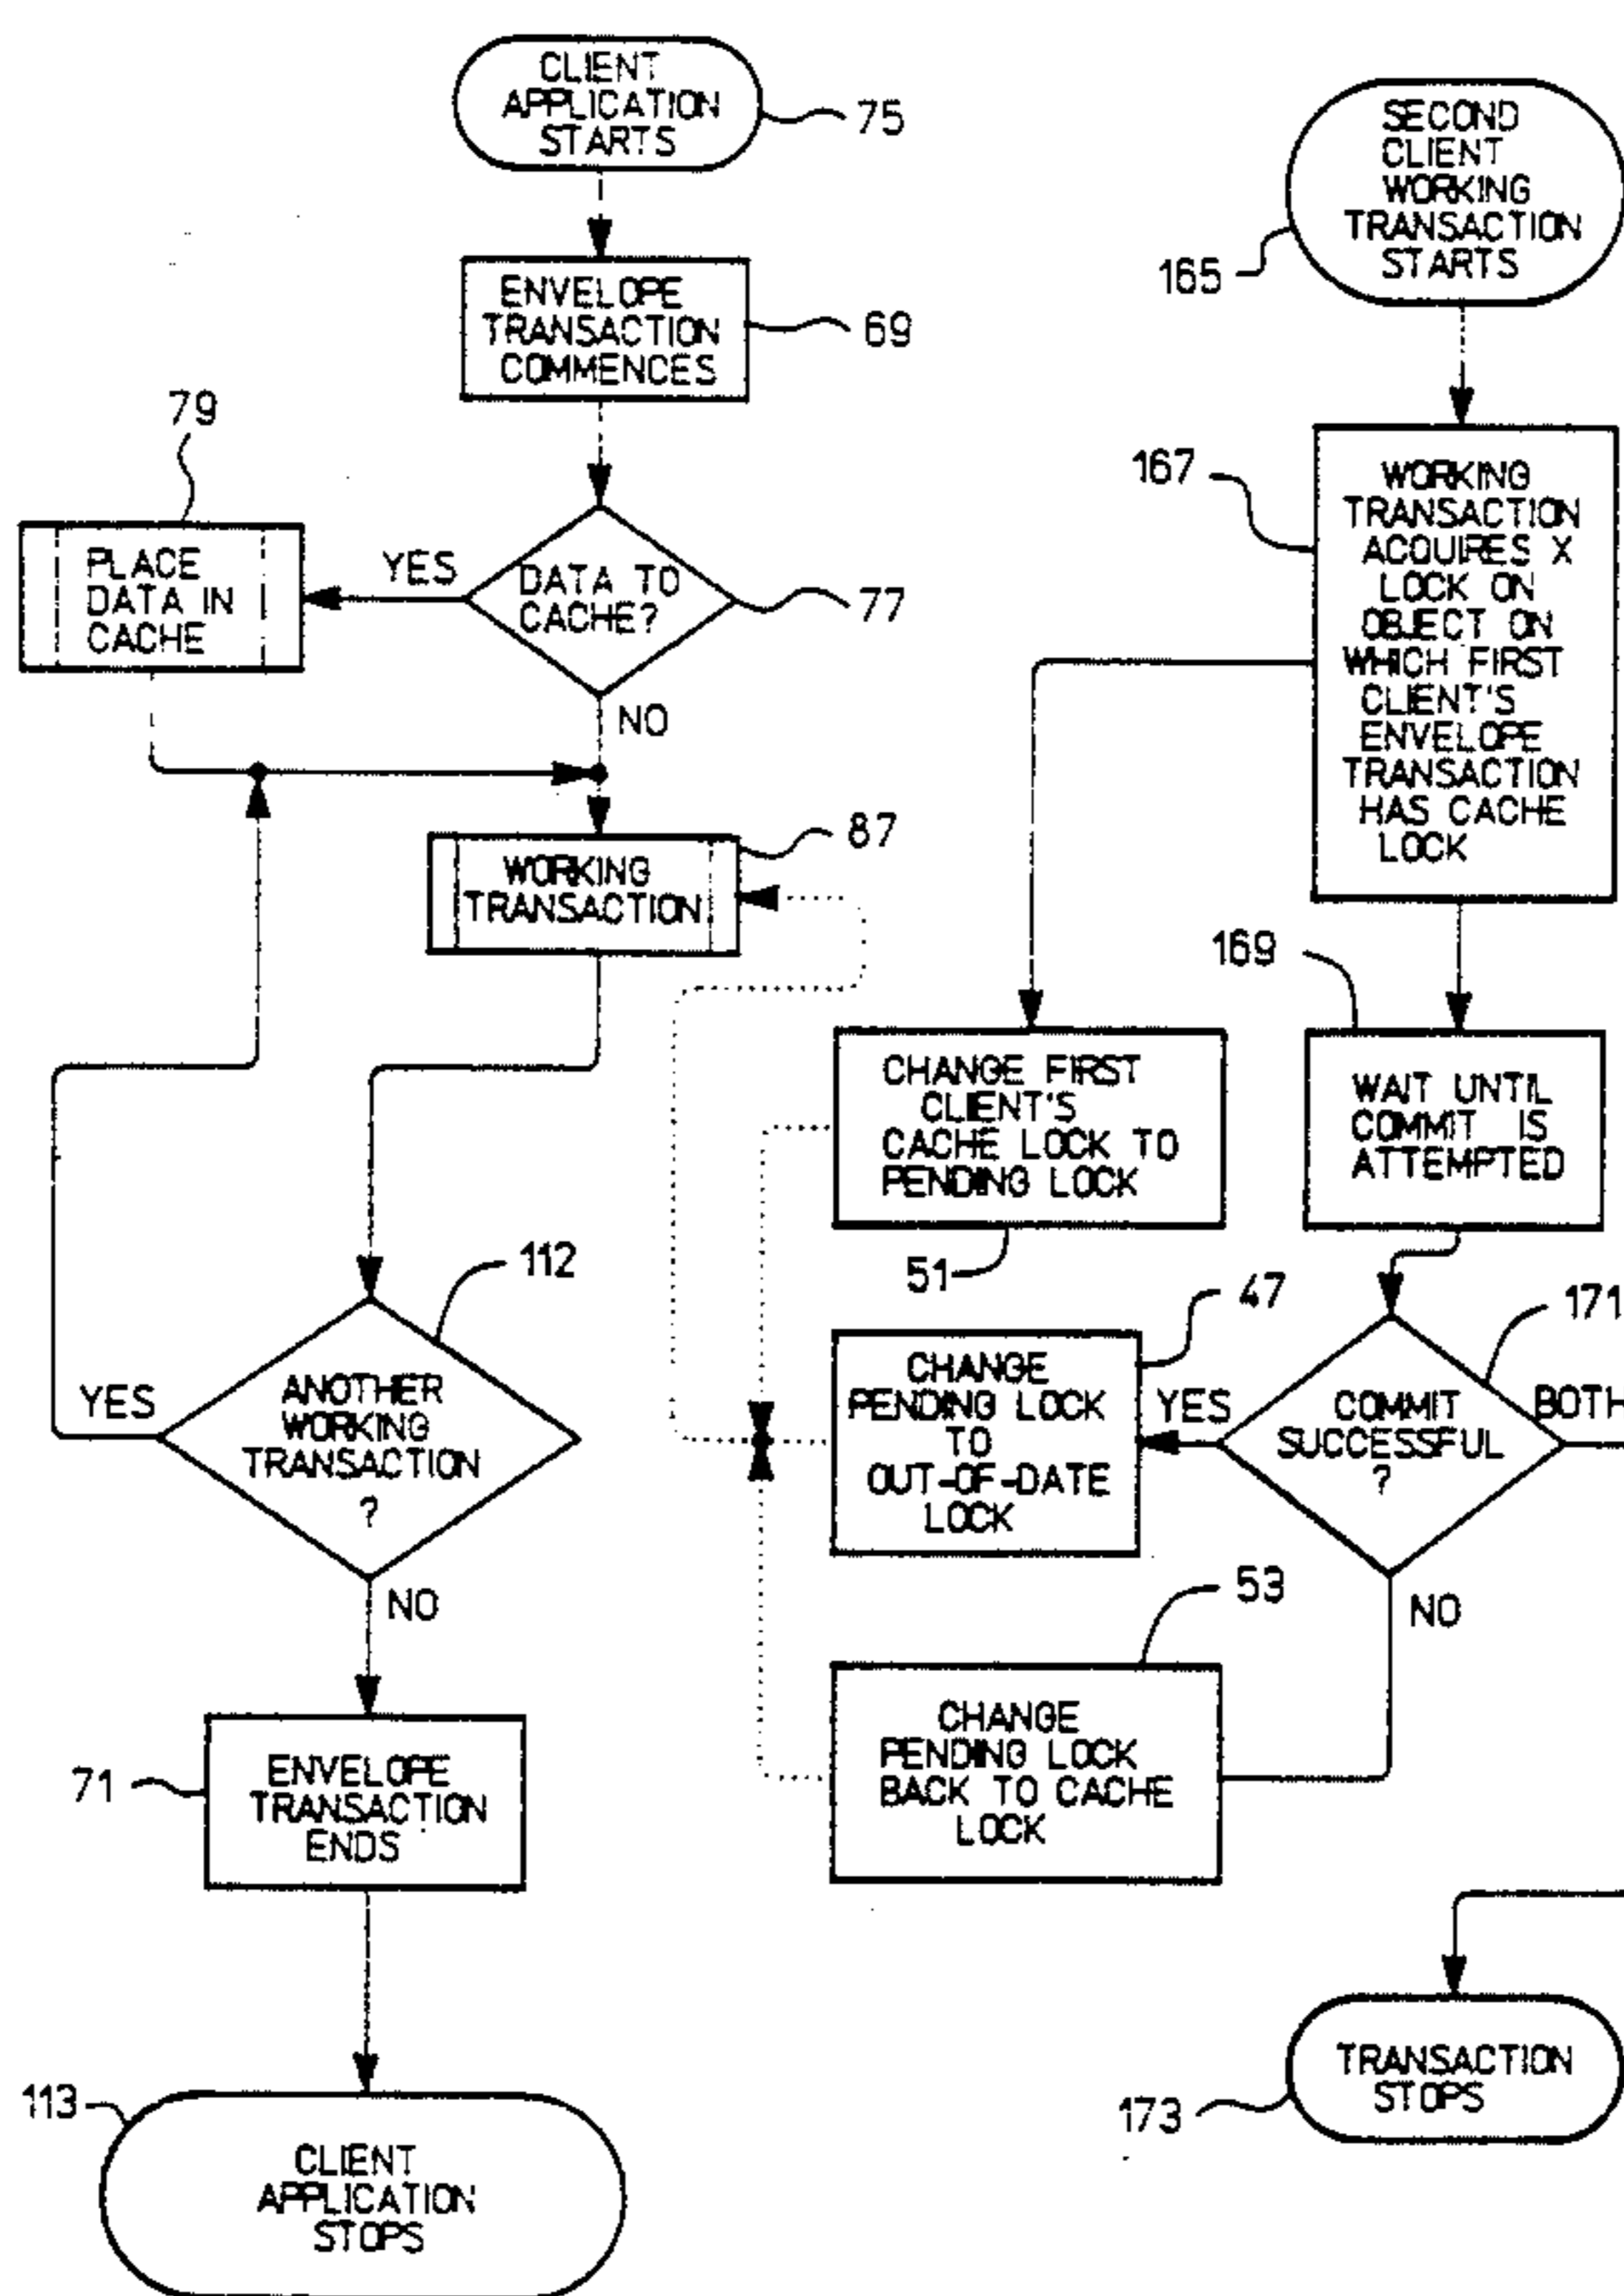 CLIENT
APPLICATION
STARTS
75
ENVELOPE
TRANSACTION
COMMENCES
69
79
PLACE
DATA IN
CACHE
YES
DATA TO
CACHE?
77
NO
WORKING
TRANSACTION
87
112
YES
ANOTHER
WORKING
TRANSACTION
?
NO
71
ENVELOPE
TRANSACTION
ENDS
113
CLIENT
APPLICATION
STOPS
SECOND
CLIENT
WORKING
TRANSACTION
STARTS
165
167
WORKING
TRANSACTION
ACQUIRES X
LOCK ON
OBJECT ON
WHICH FIRST
CLIENT'S
ENVELOPE
TRANSACTION
HAS CACHE
LOCK
169
CHANGE FIRST
CLIENT'S
CACHE LOCK TO
PENDING LOCK
51
WAIT UNTIL
COMMIT IS
ATTEMPTED
47
171
CHANGE
PENDING LOCK
TO
OUT-OF-DATE
LOCK
YES
COMMIT
SUCCESSFUL
?
BOTH
NO
53
CHANGE
PENDING LOCK
BACK TO CACHE
LOCK
173
TRANSACTION
STOPS